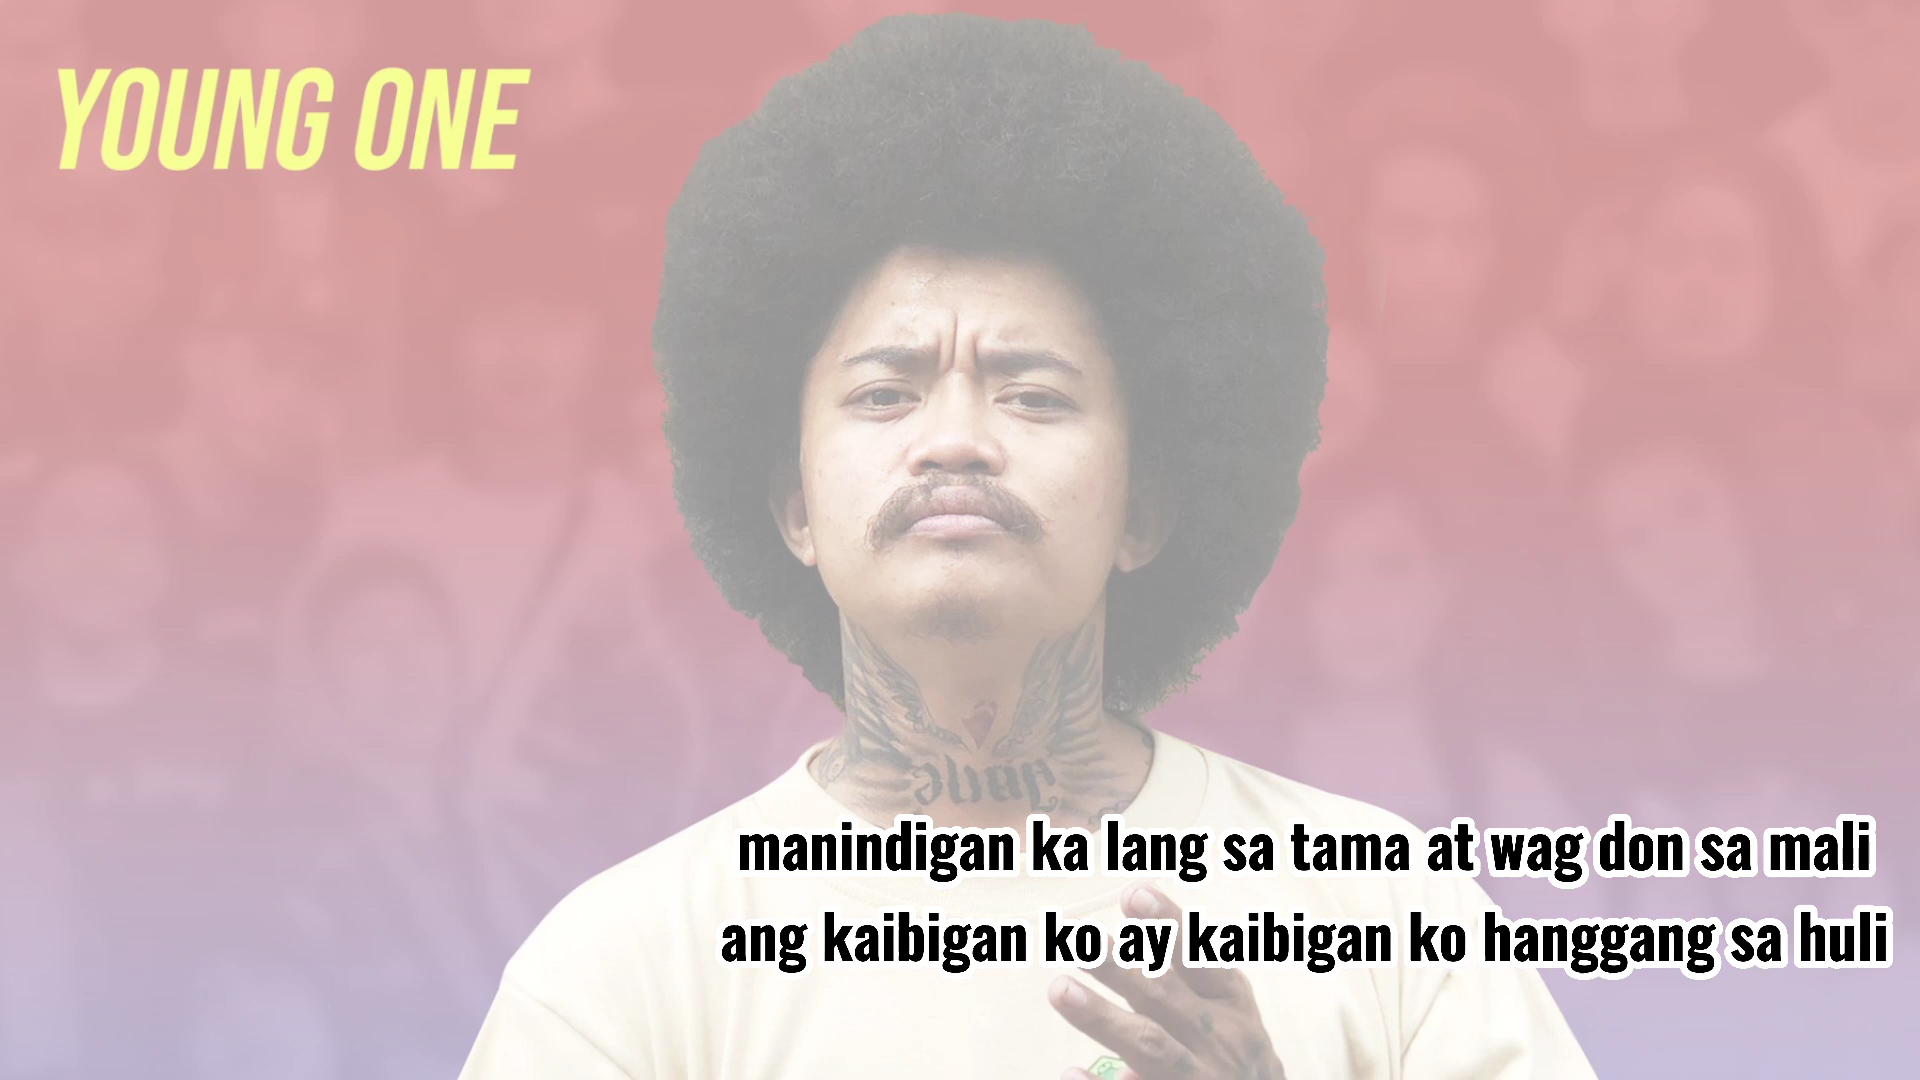 YOUNG ONE
manindigan ka lang sa tama at wag don sa mali
ang kaibigan ko ay kaibigan ko hanggang sa huli